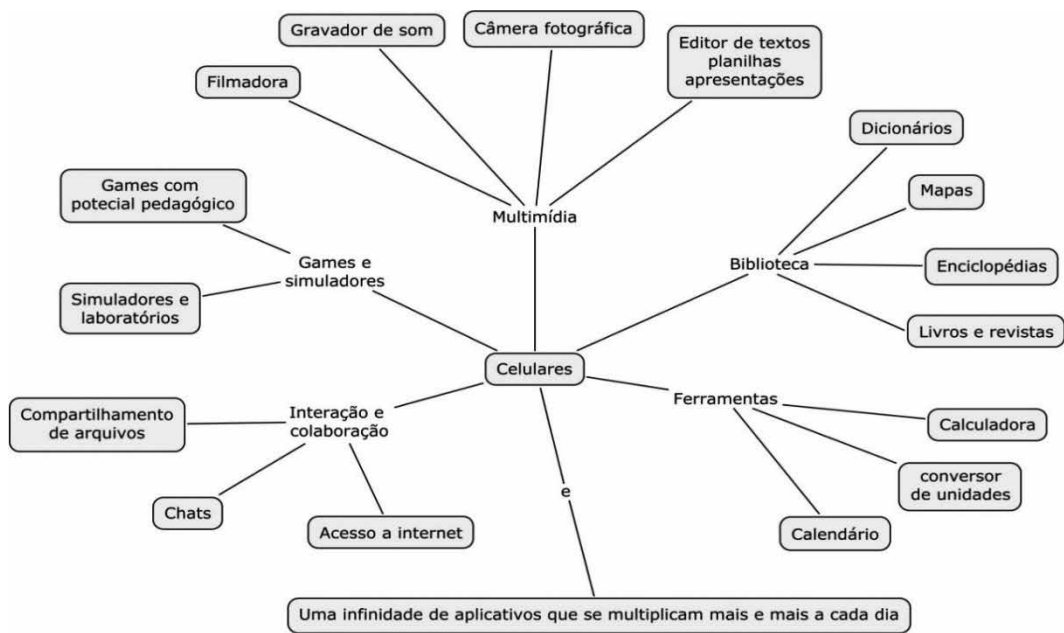 Gravador de som
Câmera fotográfica
Editor de textos
planilhas
apresentações
Filmadora
Dicionários
Games com
potecial pedagógico
Mapas
Multimídia
Games e
simuladores
Biblioteca
Enciclopédias
Simuladores e
laboratórios
Livros e revistas
Celulares
Ferramentas
Compartilhamento
de arquivos
Interação e
colaboração
Calculadora
conversor
de unidades
e
Chats
Acesso a internet
Calendário
Uma infinidade de aplicativos que se multiplicam mais e mais a cada dia